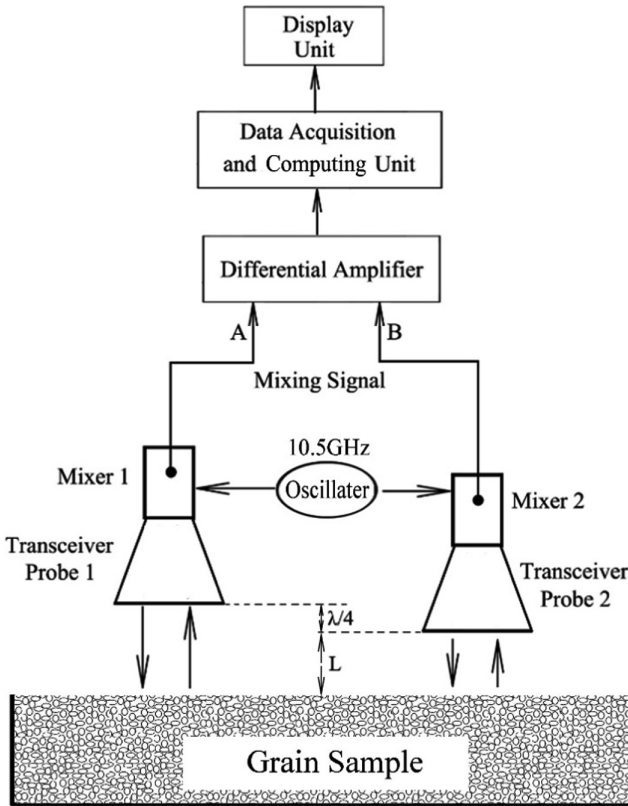 Display
Unit
Data Acquisition
and Computing Unit
Differential Amplifier
A
B
Mixing Signal
10.5GHz
Mixer 1
Oscillater
Mixer 2
Transceiver
Probe 1
Transceiver
Probe 2
λ/4
L
Grain Sample